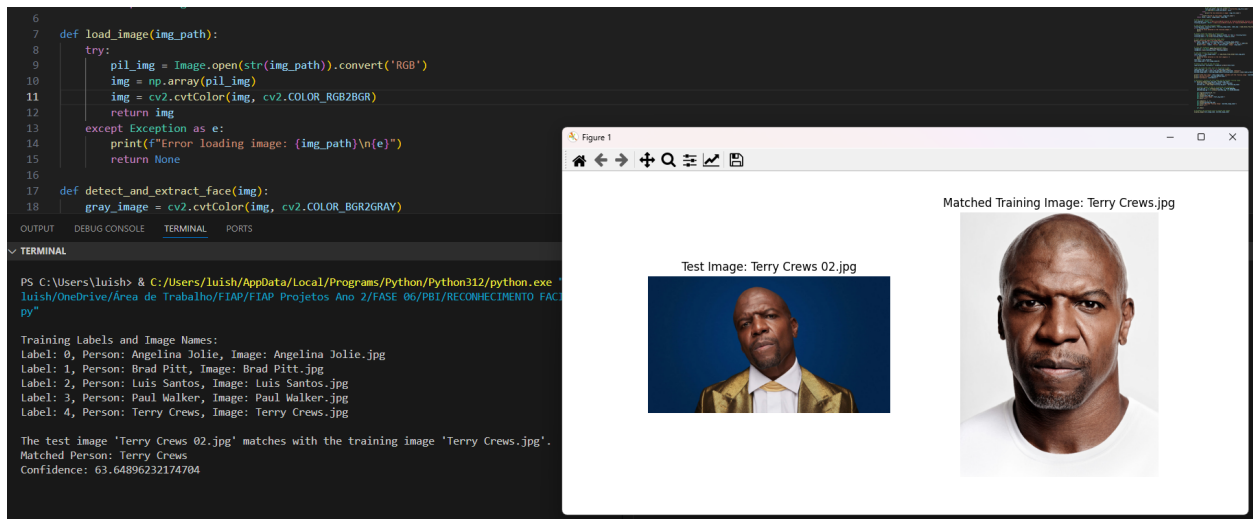 6
7 def load_image(img_path):
8 try:
9 pil_img = Image.open(str(img_path)).convert('RGB')
10 img = np.array(pil_img)
11 img = cv2.cvtColor(img, cv2.COLOR_RGB2BGR)
12 return img
13 except Exception as e:
14 print(f"Error loading image: {img_path}\n{e}")
15 return None
16
17 def detect_and_extract_face(img):
18 gray_image = cv2.cvtColor(img, cv2.COLOR_BGR2GRAY)
OUTPUT DEBUG CONSOLE TERMINAL PORTS
TERMINAL
PS C:\Users\luish> & C:/Users/luish/AppData/Local/Programs/Python/Python312/python.exe "
luish/OneDrive/Área de Trabalho/FIAP/FIAP Projetos Ano 2/FASE 06/PBI/RECONHECIMENTO FACI
py"
Training Labels and Image Names:
Label: 0, Person: Angelina Jolie, Image: Angelina Jolie.jpg
Label: 1, Person: Brad Pitt, Image: Brad Pitt.jpg
Label: 2, Person: Luis Santos, Image: Luis Santos.jpg
Label: 3, Person: Paul Walker, Image: Paul Walker.jpg
Label: 4, Person: Terry Crews, Image: Terry Crews.jpg
The test image 'Terry Crews 02.jpg' matches with the training image 'Terry Crews.jpg'.
Matched Person: Terry Crews
Confidence: 63.64896232174704
Figure 1
Test Image: Terry Crews 02.jpg
Matched Training Image: Terry Crews.jpg